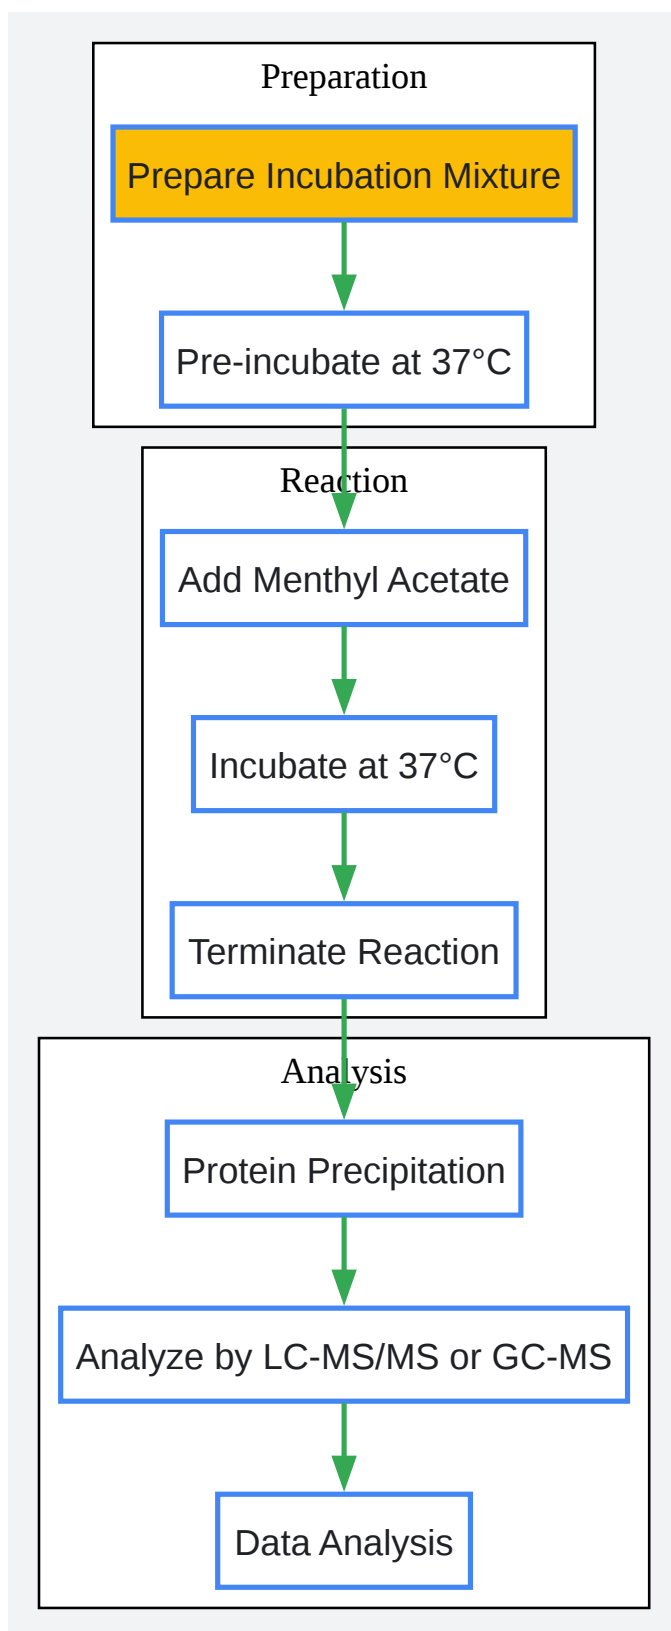 Preparation
Prepare Incubation Mixture
Pre-incubate at 37°C
Reaction
Add Menthyl Acetate
Incubate at 37°C
Terminate Reaction
Analysis
Protein Precipitation
Analyze by LC-MS/MS or GC-MS
Data Analysis